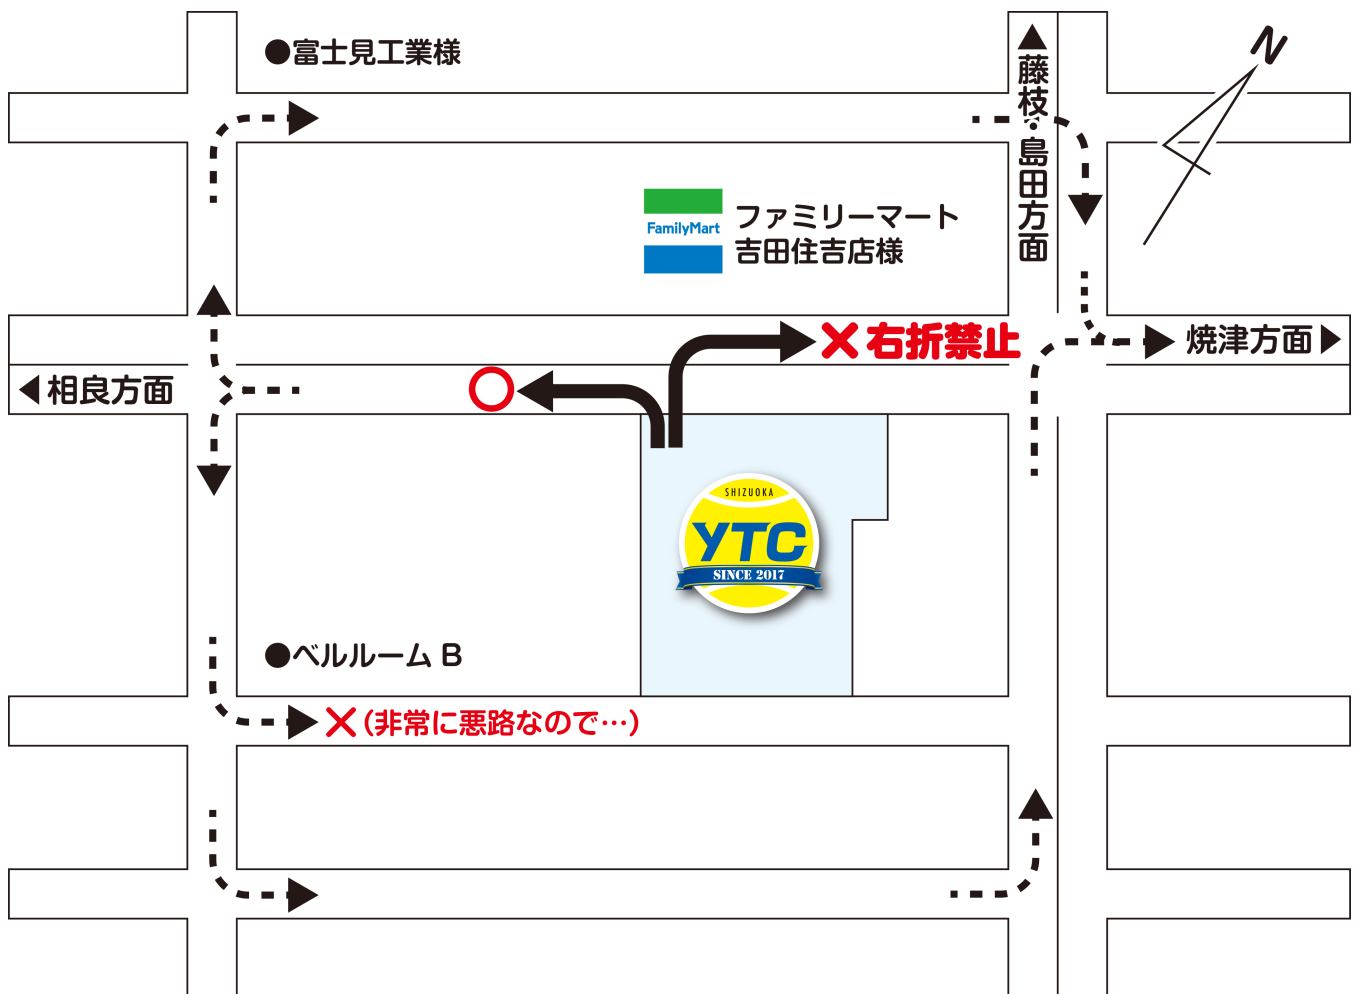 ●富士見工業様
▲藤枝・島田方面
N
FamilyMart
ファミリーマート
吉田住吉店様
×右折禁止
焼津方面▶
◀相良方面
SHIZUOKA
YTC
SINCE 2017
●ベルルームB
×(非常に悪路なので…)